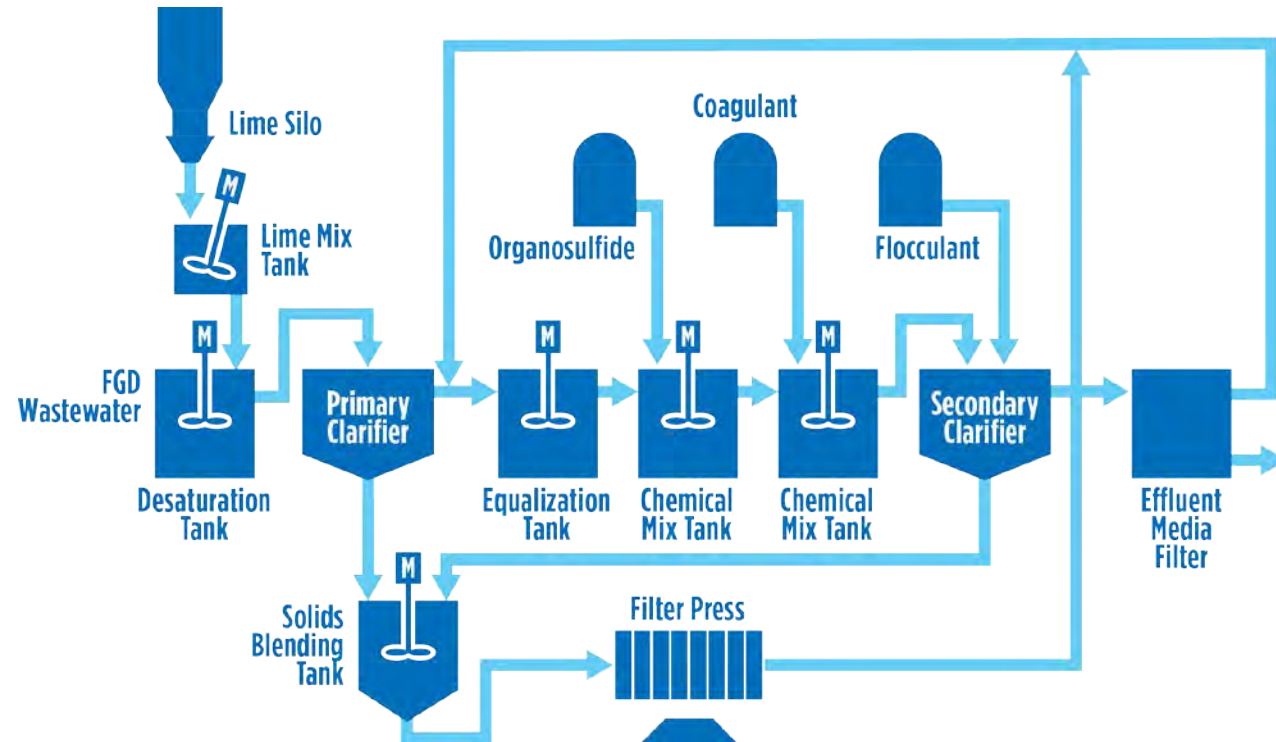 Lime Silo
Coagulant
M
Lime Mix
Tank
Organosulfide
Flocculant
M
M
M
M
FGD
Wastewater
Primary
Clarifier
Secondary
Clarifier
Desaturation
Tank
Equalization
Tank
Chemical
Mix Tank
Chemical
Mix Tank
Effluent
Media
Filter
M
Solids
Blending
Tank
Filter Press